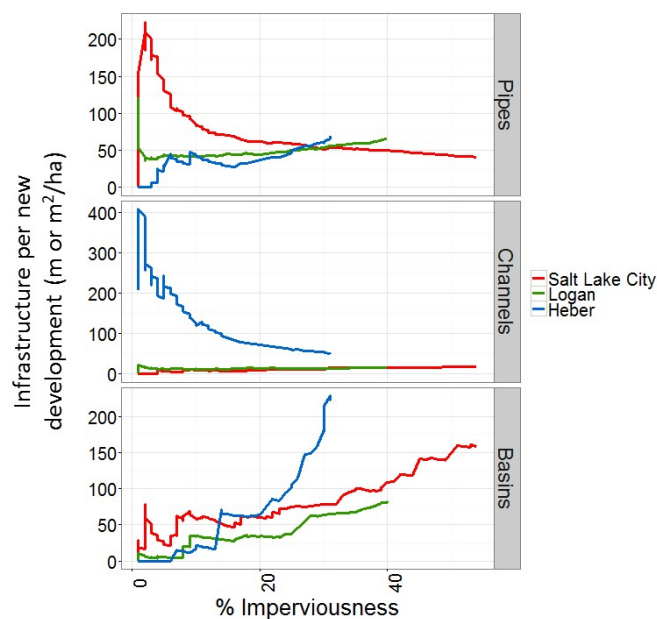 Infrastructure per new
development (m or m²/ha)
200
150
100
50
0
Pipes
400
300
200
100
0
Channels
200
150
100
50
0
Basins
0
20
40
% Imperviousness
Salt Lake City
Logan
Heber